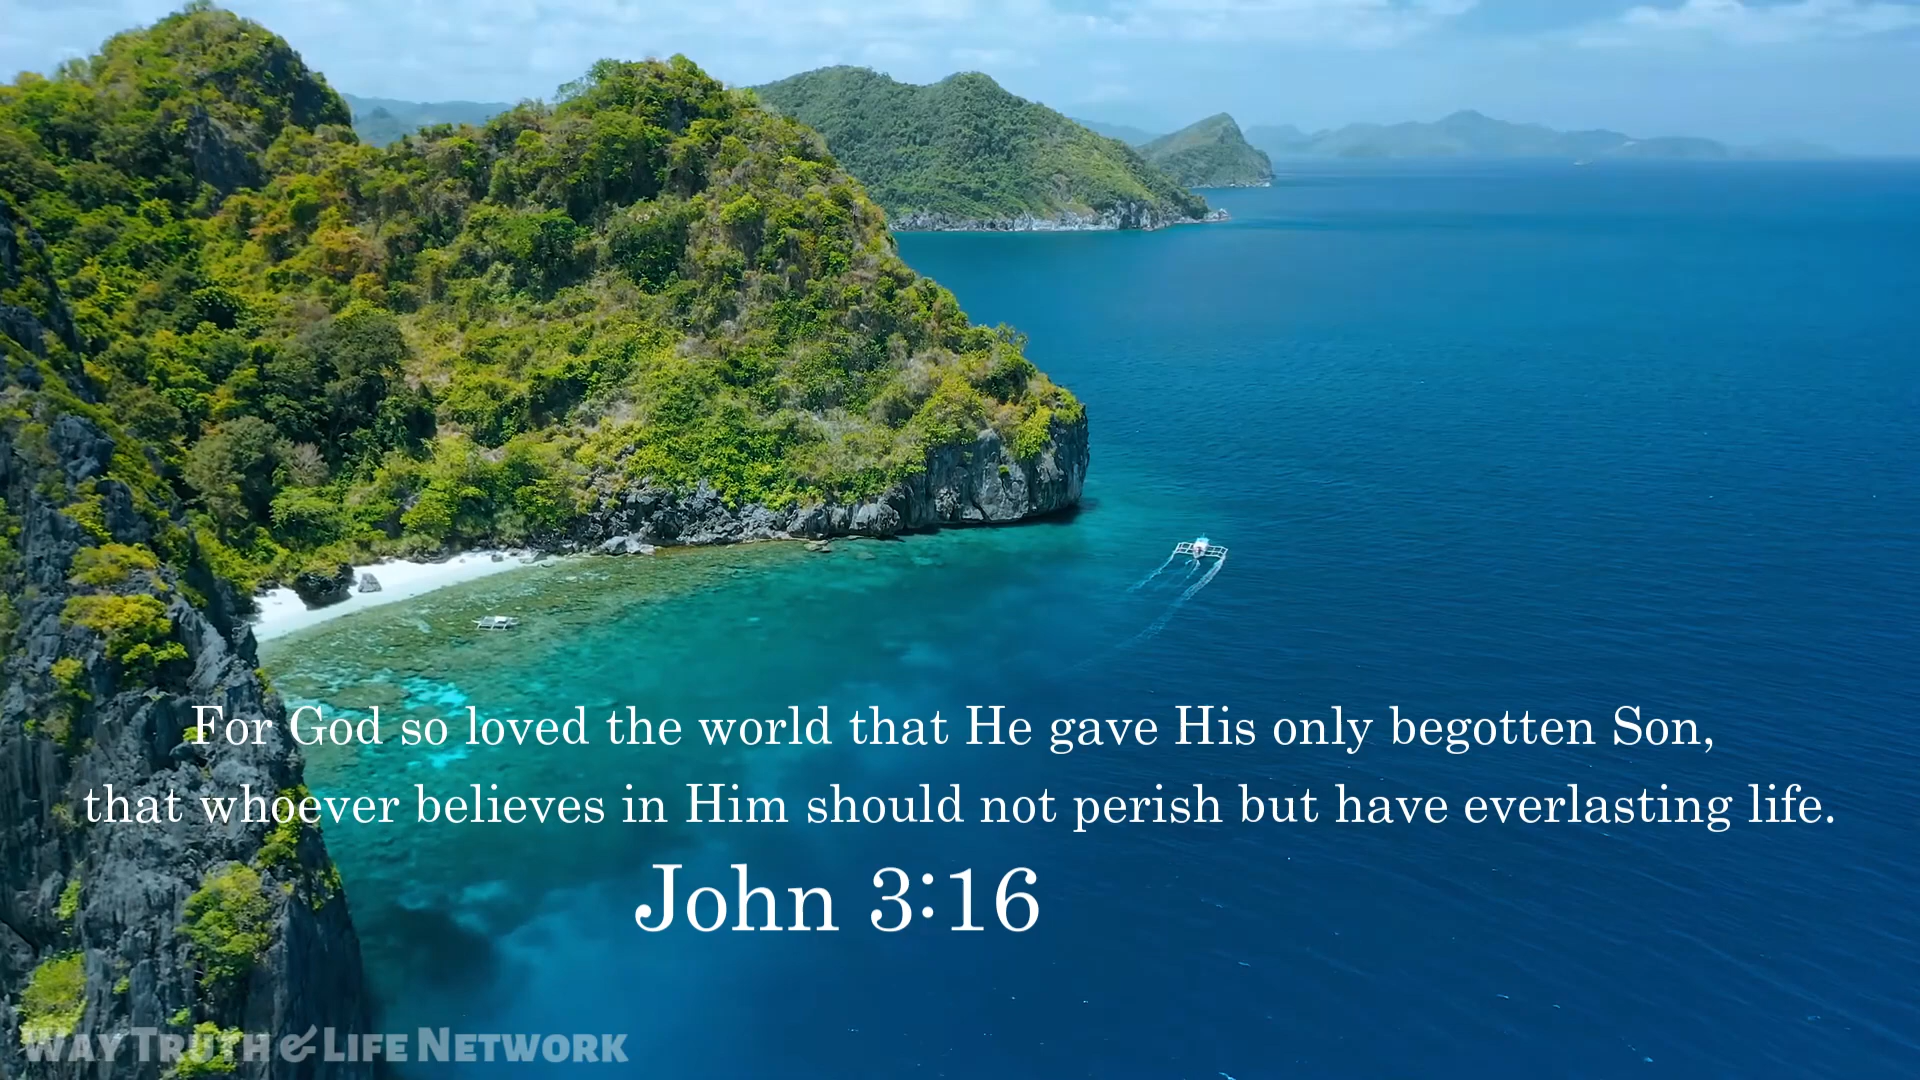 For God so loved the world that He gave His only begotten Son,
that whoever believes in Him should not perish but have everlasting life.
John 3:16
Way Truth & Life Network